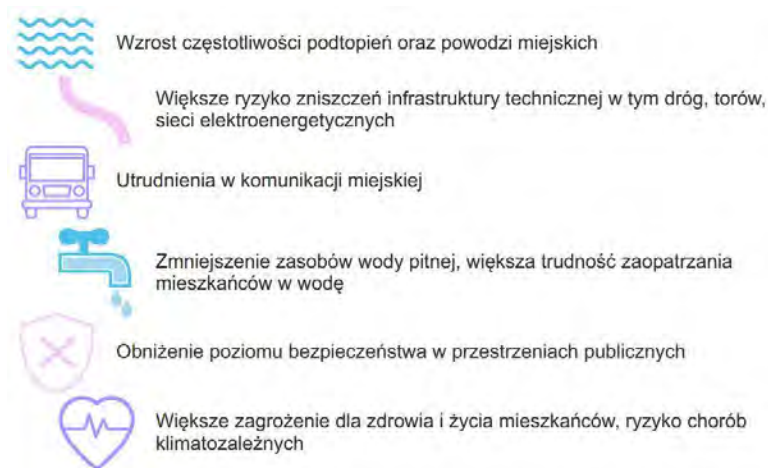 Wzrost częstotliwości podtopień oraz powodzi miejskich
Większe ryzyko zniszczeń infrastruktury technicznej w tym dróg, torów,
sieci elektroenergetycznych
Utrudnienia w komunikacji miejskiej
Zmniejszenie zasobów wody pitnej, większa trudność zaopatrzania
mieszkańców w wodę
Obniżenie poziomu bezpieczeństwa w przestrzeniach publicznych
Większe zagrożenie dla zdrowia i życia mieszkańców, ryzyko chorób
klimatozależnych